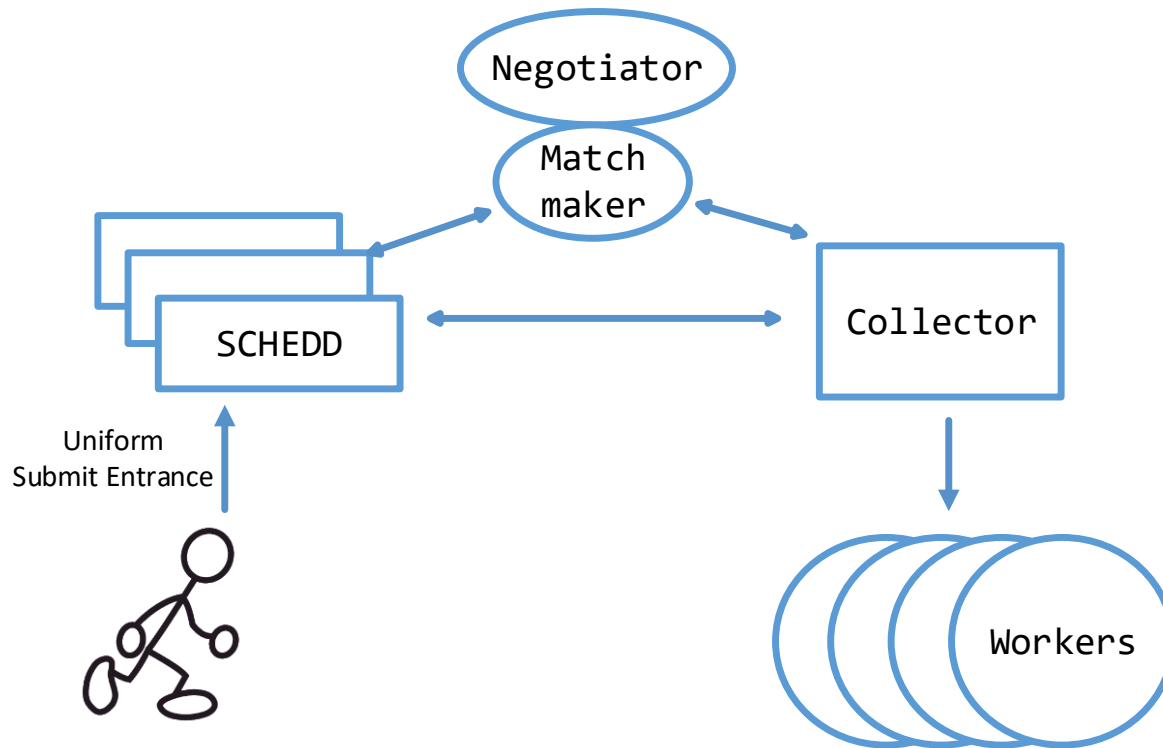 Negotiator
Match
maker
SCHEDD
Collector
Uniform
Submit Entrance
Workers